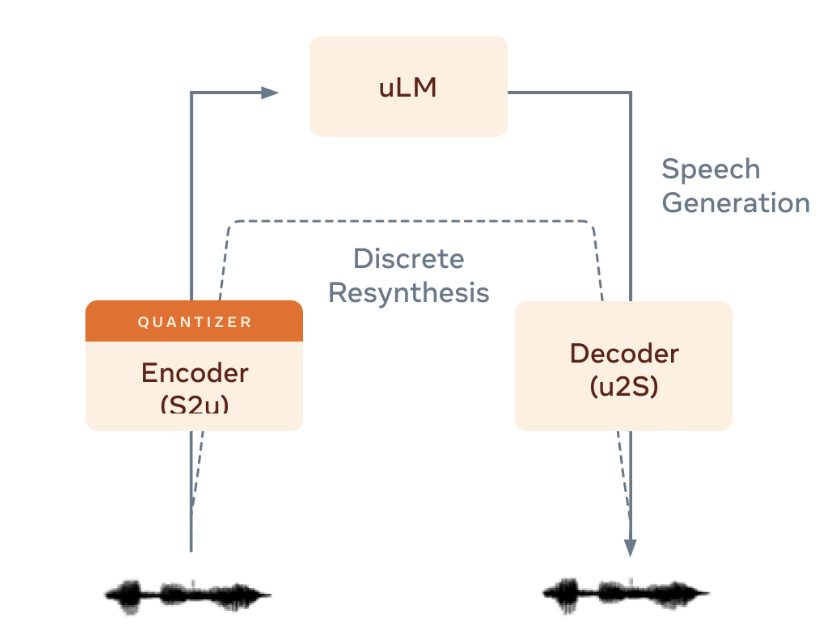 uLM
Speech
Generation
Discrete
Resynthesis
QUANTIZER
Encoder
(S2u)
Decoder
(u2S)